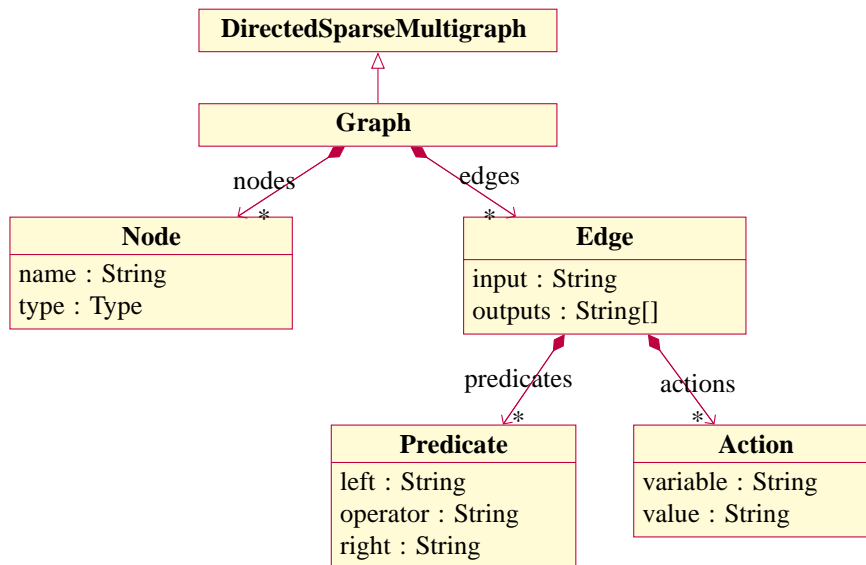 DirectedSparseMultigraph
Graph
nodes
edges
*
*
Node
name : String
type : Type
Edge
input : String
outputs : String[]
predicates
actions
*
*
Predicate
left : String
operator : String
right : String
Action
variable : String
value : String